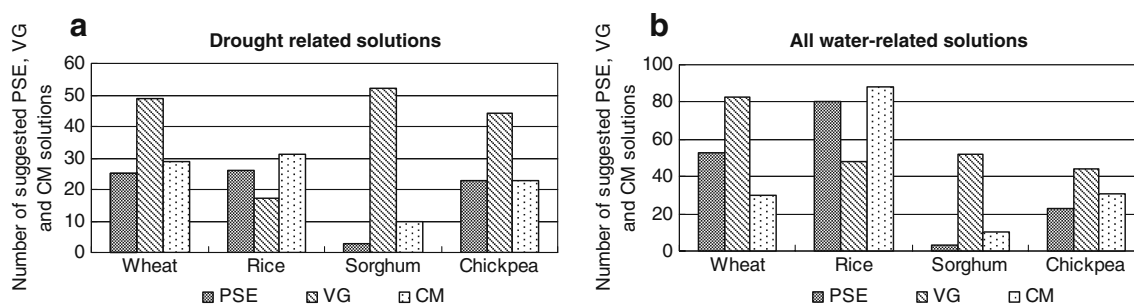 a
Drought related solutions
Number of suggested PSE, VG
and CM solutions
60
50
40
30
20
10
0
Wheat Rice Sorghum Chickpea
PSE VG CM
b
All water-related solutions
Number of suggested PSE, VG
and CM solutions
100
80
60
40
20
0
Wheat Rice Sorghum Chickpea
PSE VG CM